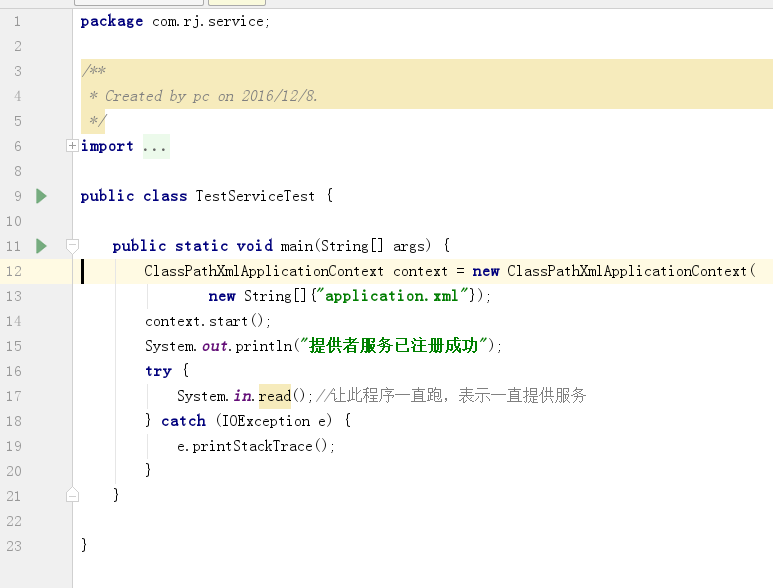 1 package com.rj.service;
2
3 /**
4 * Created by pc on 2016/12/8.
5 */
6 import ...
8
9 public class TestServiceTest {
10
11 public static void main(String[] args) {
12 ClassPathXmlApplicationContext context = new ClassPathXmlApplicationContext(
13 new String[]{"application.xml"});
14 context.start();
15 System.out.println("提供者服务已注册成功");
16 try {
17 System.in.read();//让此程序一直跑，表示一直提供服务
18 } catch (IOException e) {
19 e.printStackTrace();
20 }
21 }
22
23 }